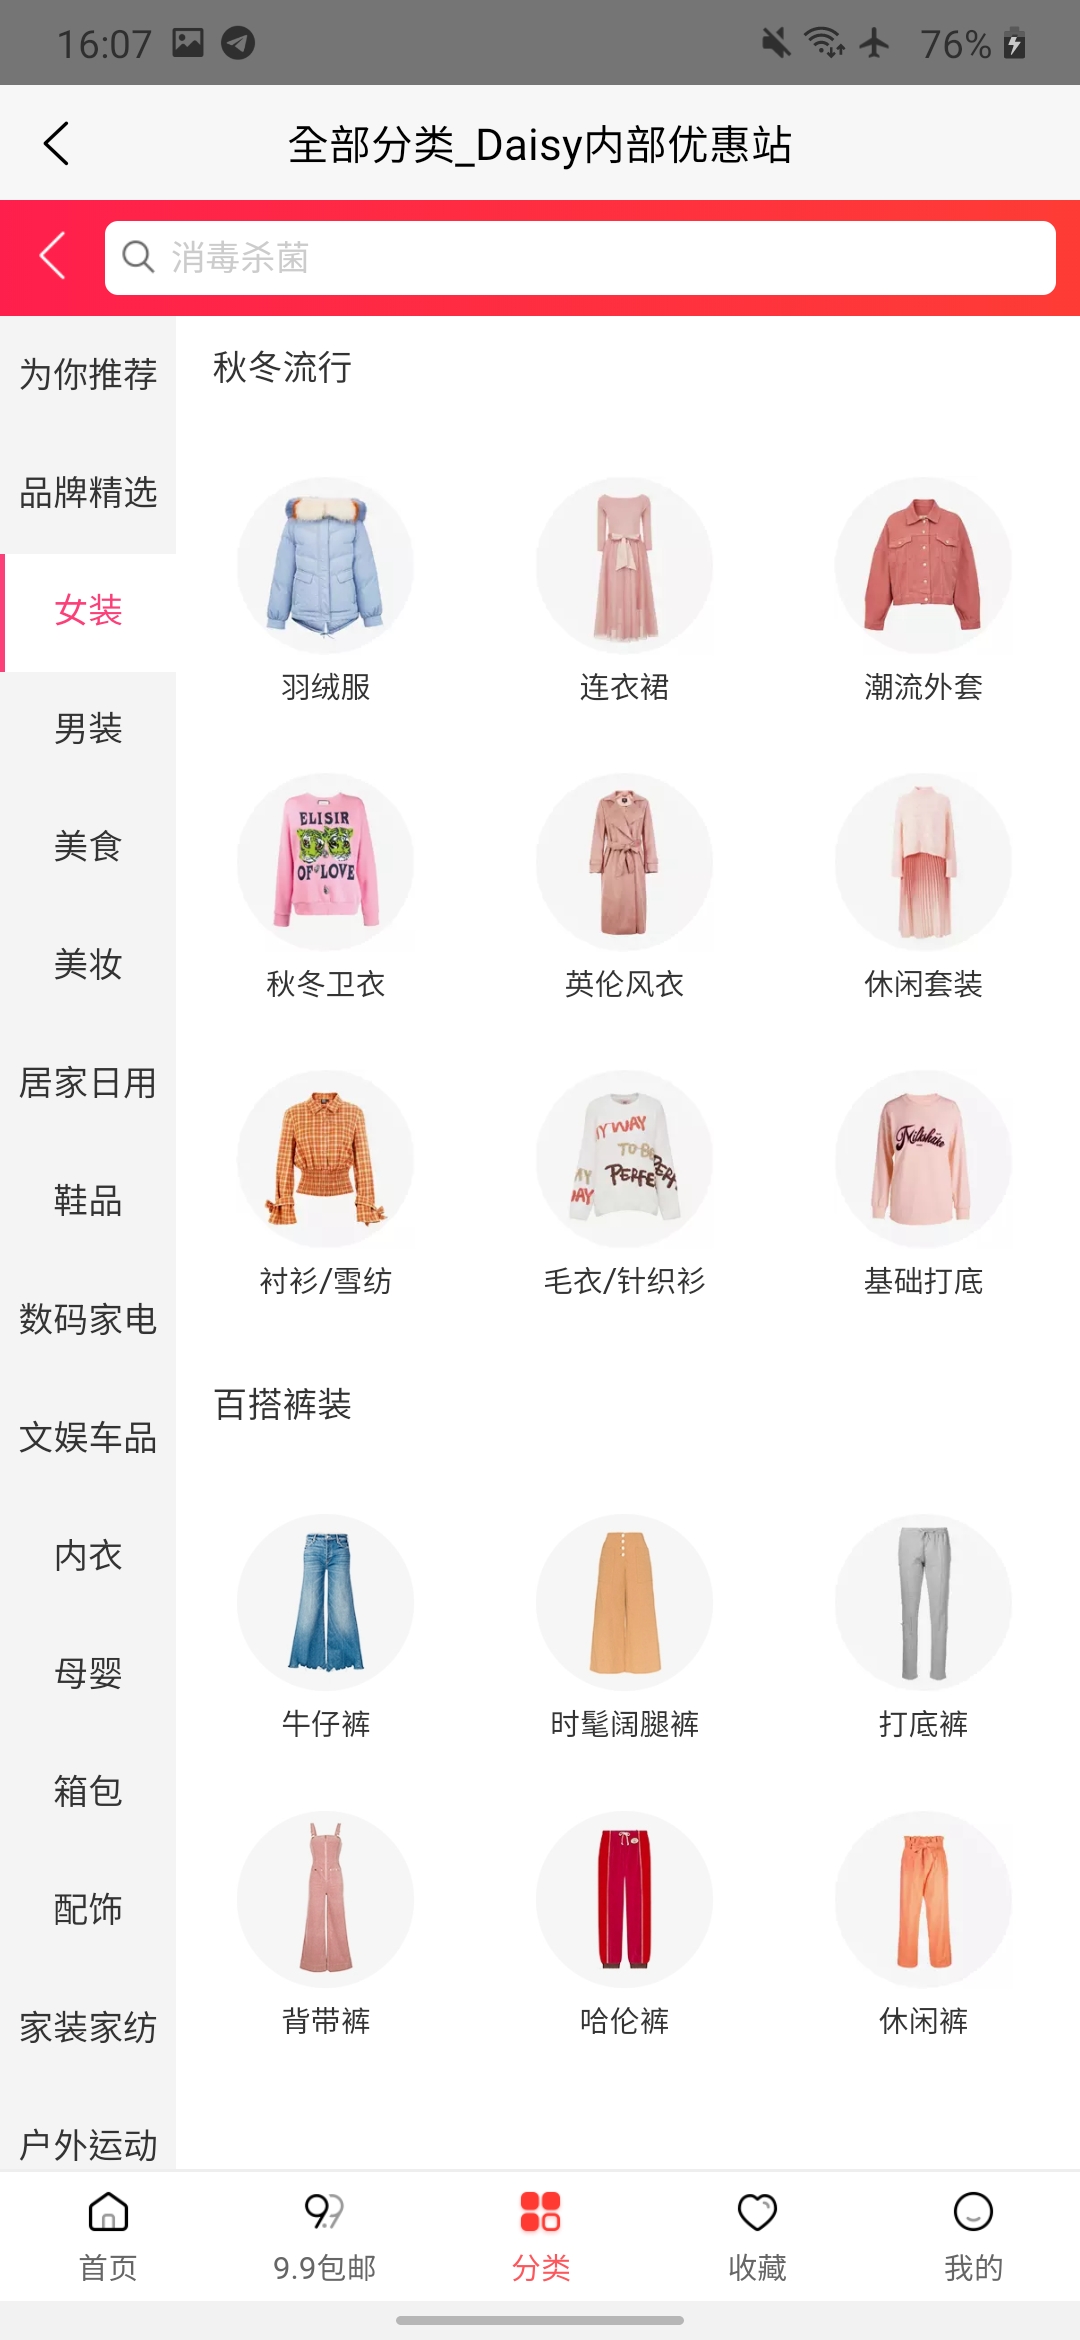 16:07
76%
全部分类_Daisy内部优惠站
消毒杀菌
为你推荐
品牌精选
女装
男装
美食
美妆
居家日用
鞋品
数码家电
文娱车品
内衣
母婴
箱包
配饰
家装家纺
户外运动
秋冬流行
羽绒服
连衣裙
潮流外套
ELISIR
OF LOVE
秋冬卫衣
英伦风衣
休闲套装
MY WAY
TO BE
PERFE
Milkshake
衬衫/雪纺
毛衣/针织衫
基础打底
百搭裤装
牛仔裤
时髦阔腿裤
打底裤
背带裤
哈伦裤
休闲裤
首页
9.9包邮
分类
收藏
我的